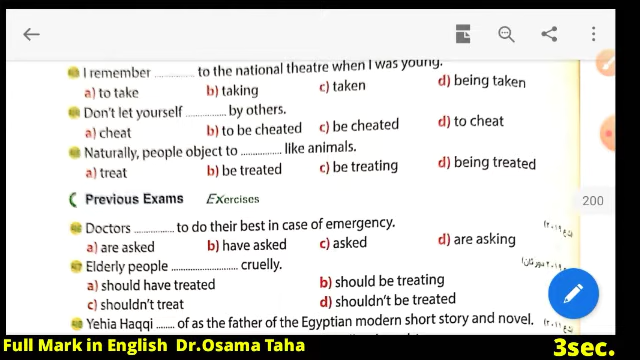 I remember ............ to the national theatre when I was young.
a) to take b) taking c) taken d) being taken
Don't let yourself ............ by others.
a) cheat b) to be cheated c) be cheated d) to cheat
Naturally, people object to ............ like animals.
a) treat b) be treated c) be treating d) being treated
Previous Exams Exercises
200
Doctors ............ to do their best in case of emergency.
a) are asked b) have asked c) asked d) are asking
Elderly people .................... cruelly.
a) should have treated b) should be treating
c) shouldn't treat d) shouldn't be treated
Yehia Haqqi ...... of as the father of the Egyptian modern short story and novel.
Full Mark in English Dr.Osama Taha 3sec.